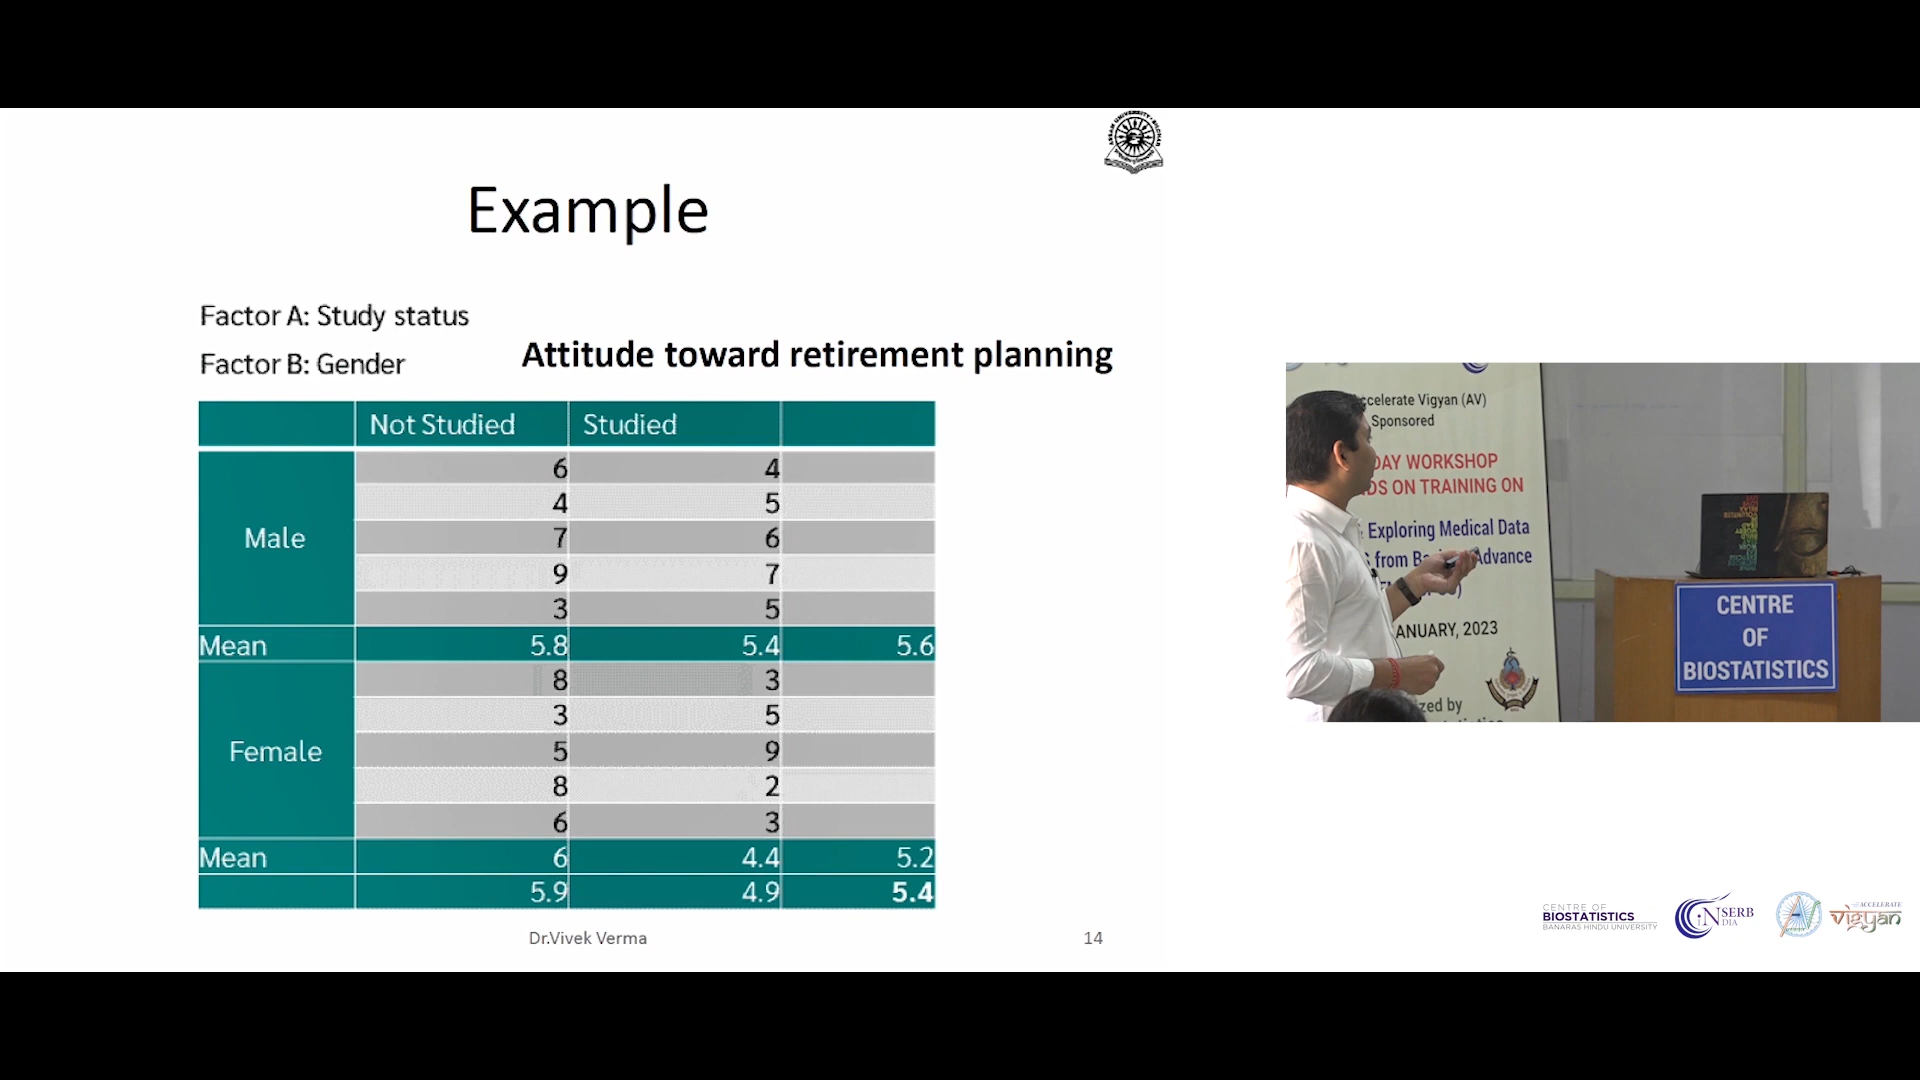 Example
Factor A: Study status
Factor B: Gender
Attitude toward retirement planning
Not Studied Studied
Male
6 4
4 5
7 6
9 7
3 5
Mean 5.8 5.4 5.6
Female
8 3
3 5
5 9
8 2
6 3
Mean 6 4.4 5.2
5.9 4.9 5.4
Dr.Vivek Verma
14
ccelerate Vigyan (AV)
Sponsored
DAY WORKSHOP
DS ON TRAINING ON
Exploring Medical Data
from Advance
ANUARY, 2023
zed by
CENTRE
OF
BIOSTATISTICS
CENTRE OF
BIOSTATISTICS
BANARAS HINDU UNIVERSITY
SERB
DIA
ACCELERATE
विज्ञान